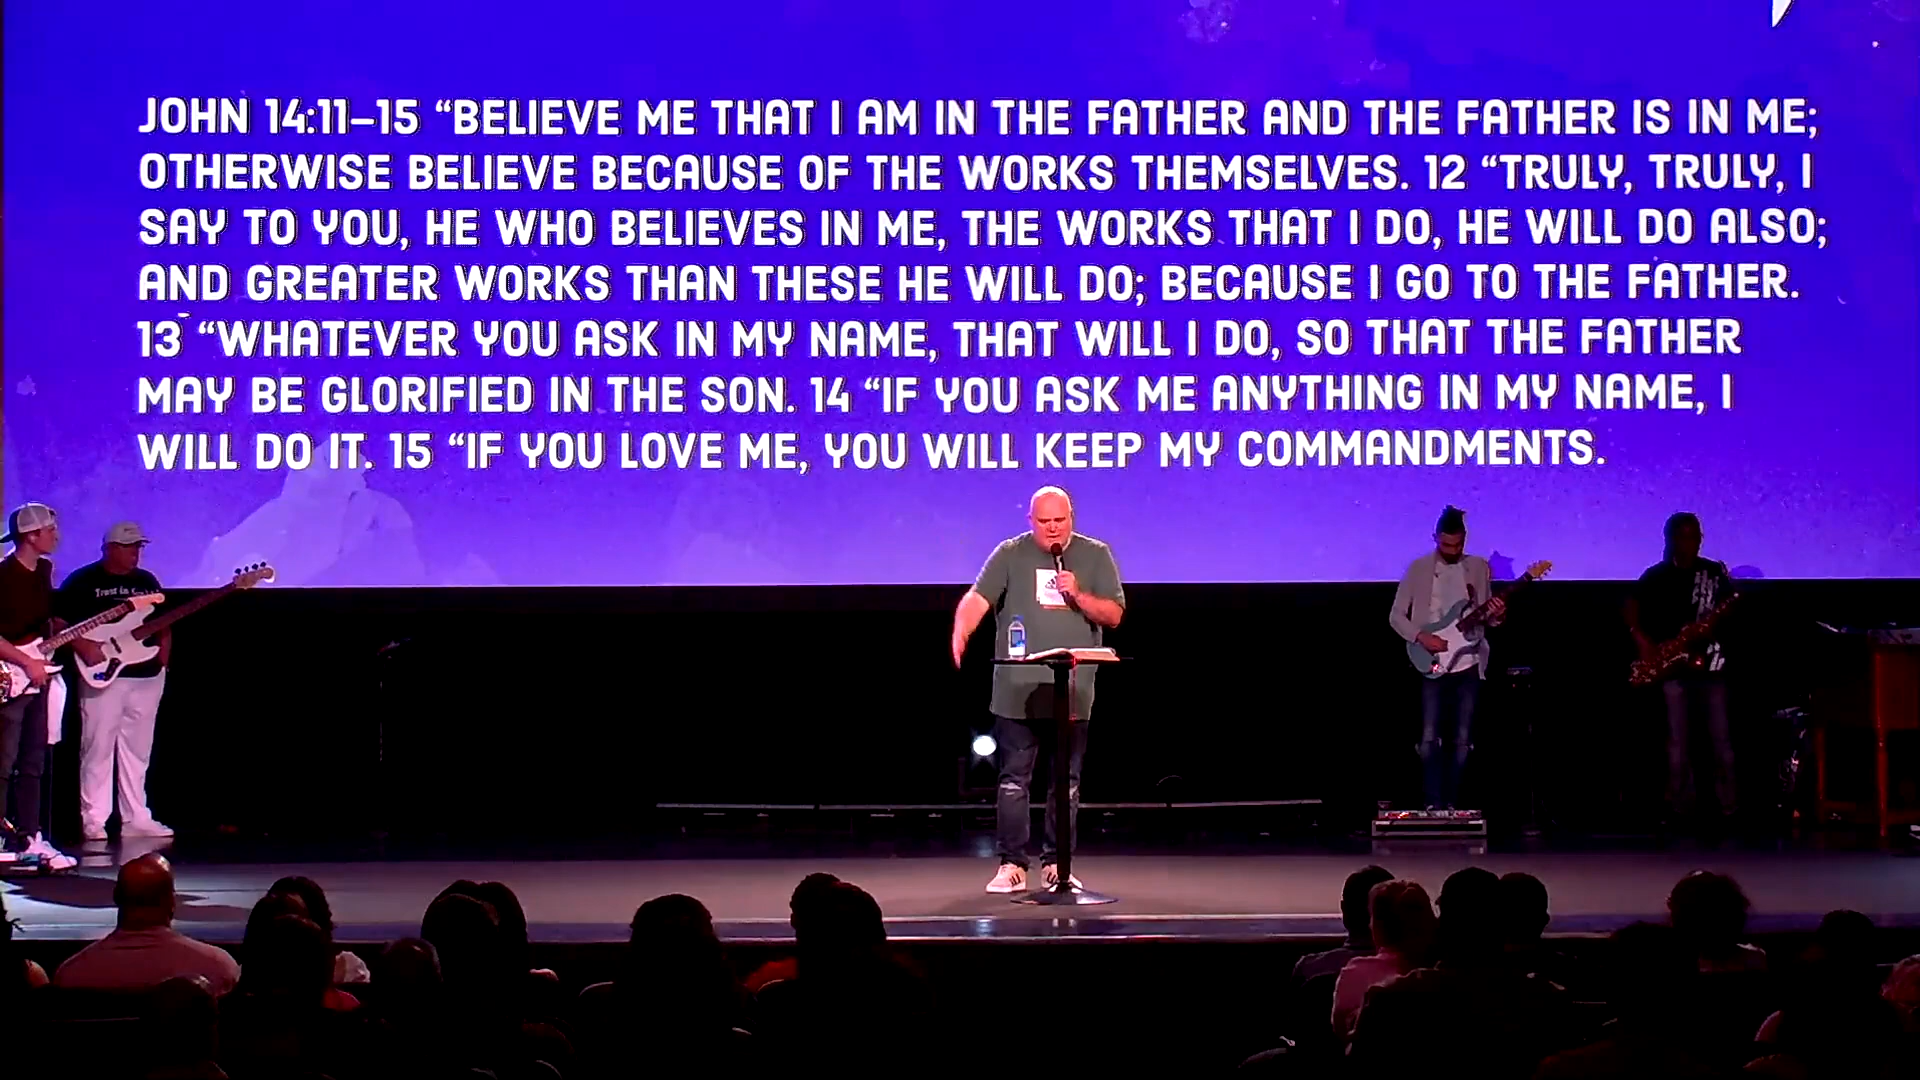 JOHN 14:11–15 “BELIEVE ME THAT I AM IN THE FATHER AND THE FATHER IS IN ME;
OTHERWISE BELIEVE BECAUSE OF THE WORKS THEMSELVES. 12 “TRULY, TRULY, I
SAY TO YOU, HE WHO BELIEVES IN ME, THE WORKS THAT I DO, HE WILL DO ALSO;
AND GREATER WORKS THAN THESE HE WILL DO; BECAUSE I GO TO THE FATHER.
13 “WHATEVER YOU ASK IN MY NAME, THAT WILL I DO, SO THAT THE FATHER
MAY BE GLORIFIED IN THE SON. 14 “IF YOU ASK ME ANYTHING IN MY NAME, I
WILL DO IT. 15 “IF YOU LOVE ME, YOU WILL KEEP MY COMMANDMENTS.
Trust in